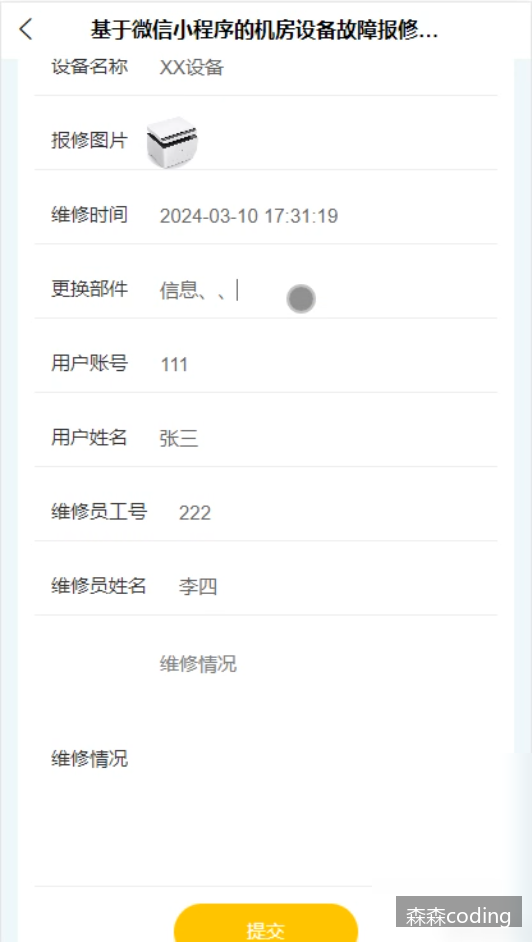 基于微信小程序的机房设备故障报修...
设备名称 XX设备
报修图片
维修时间 2024-03-10 17:31:19
更换部件 信息、、
用户账号 111
用户姓名 张三
维修员工号 222
维修员姓名 李四
维修情况
维修情况
提交
森森coding